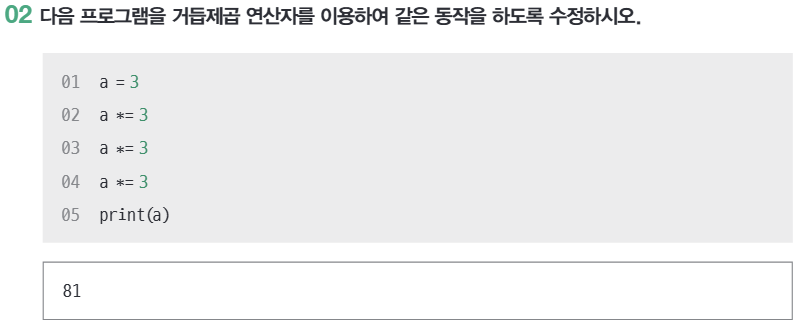 02 다음 프로그램을 거듭제곱 연산자를 이용하여 같은 동작을 하도록 수정하시오.
01 a = 3
02 a *= 3
03 a *= 3
04 a *= 3
05 print(a)
81